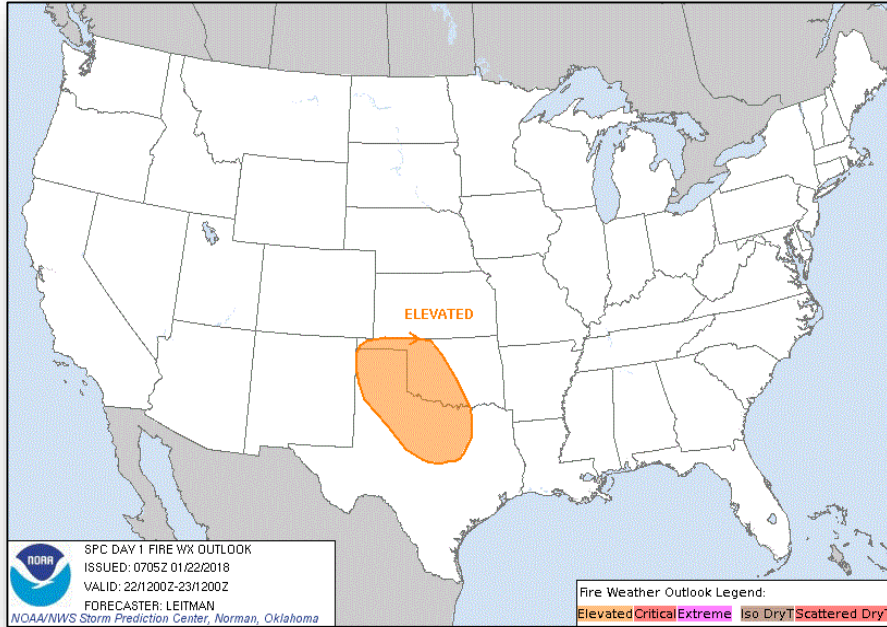 ELEVATED
NOAA
SPC DAY 1 FIRE WX OUTLOOK
ISSUED: 0705Z 01/22/2018
VALID: 22/1200Z-23/1200Z
FORECASTER: LEITMAN
NOAA/NWS Storm Prediction Center, Norman, Oklahoma
Fire Weather Outlook Legend:
Elevated Critical Extreme Iso DryT Scattered DryT